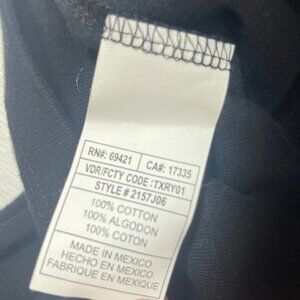 RN#: 69421 CA#: 17335
VDR/FCTY CODE :TXRY01
STYLE # 2157J06
100% COTTON
100% ALGODON
100% COTON
MADE IN MEXICO
HECHO EN MEXICO
FABRIQUE EN MEXIQUE